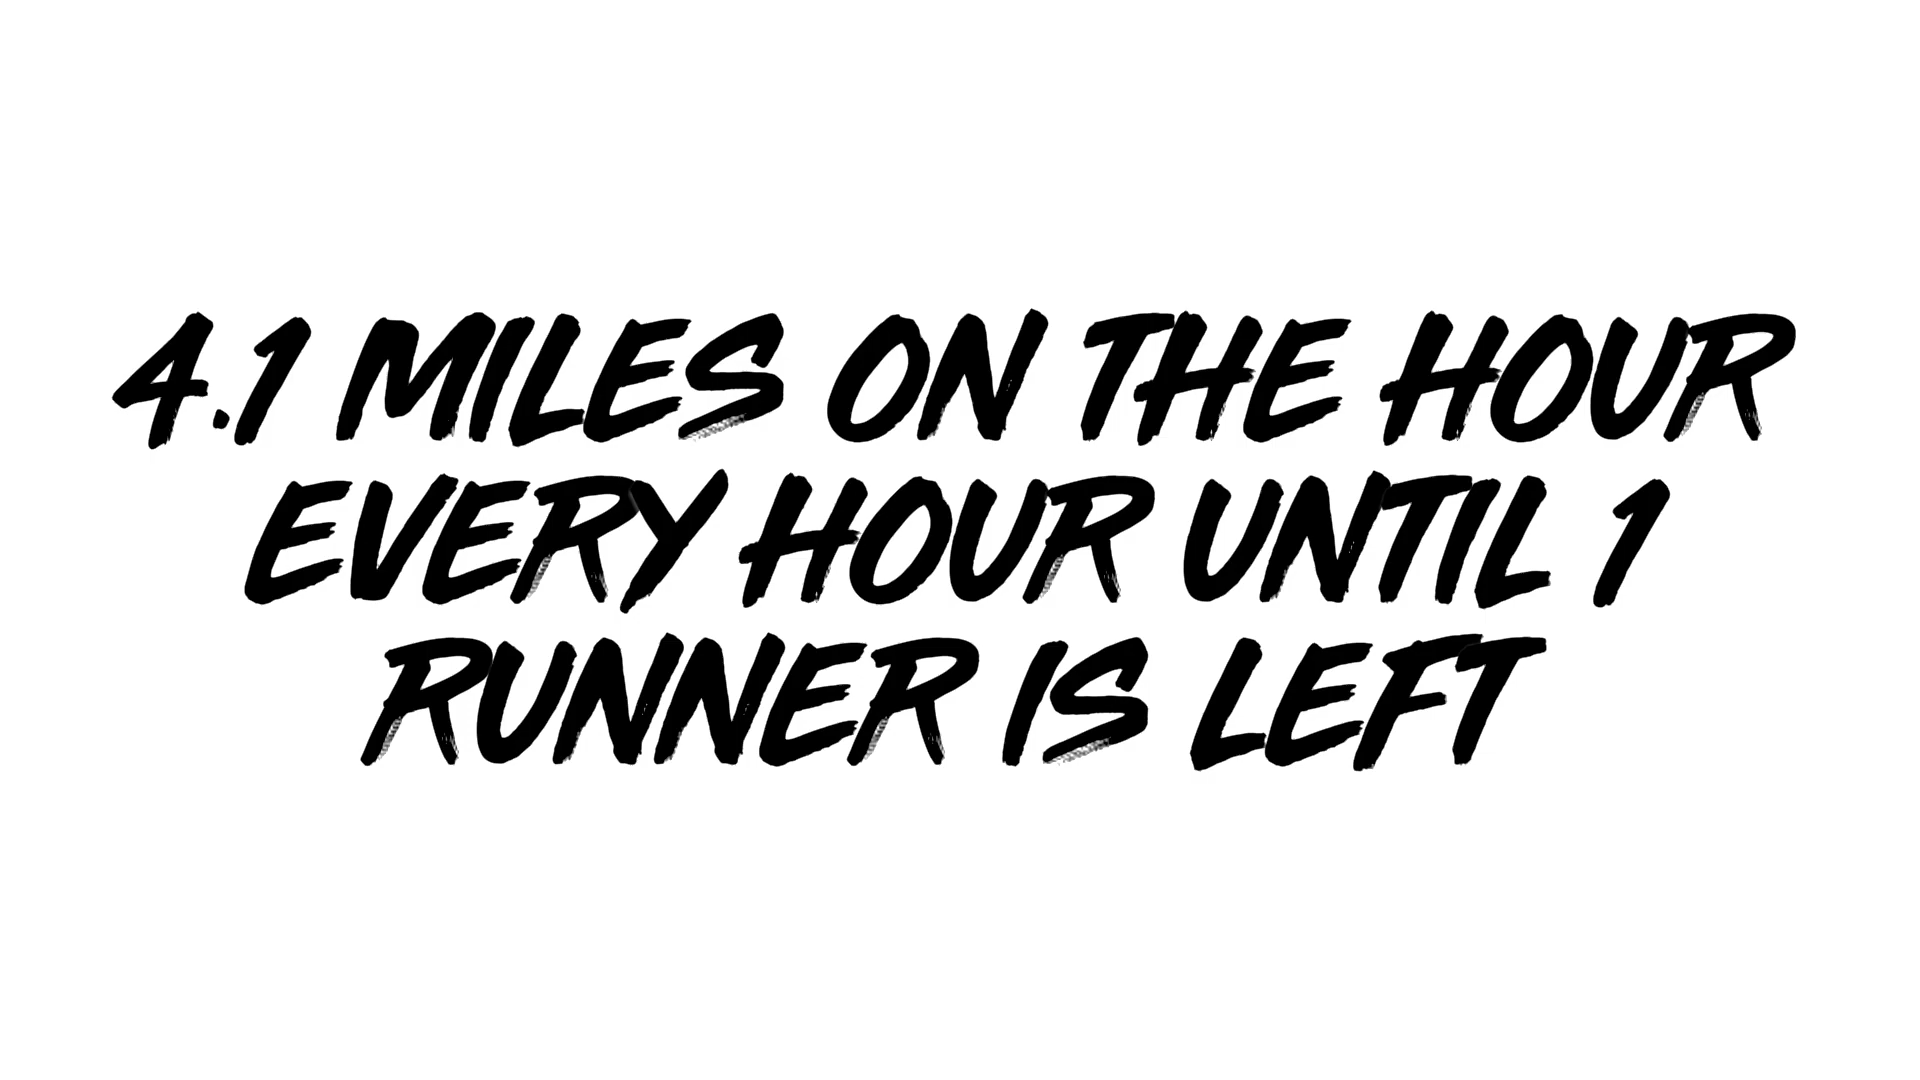 4.1 MILES ON THE HOUR
EVERY HOUR UNTIL 1
RUNNER IS LEFT